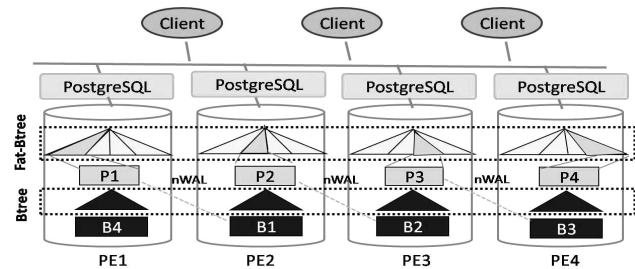 Client Client Client
PostgreSQL PostgreSQL PostgreSQL PostgreSQL
Fat-Btree
P1 nWAL P2 nWAL P3 nWAL P4
Btree
B4 B1 B2 B3
PE1 PE2 PE3 PE4